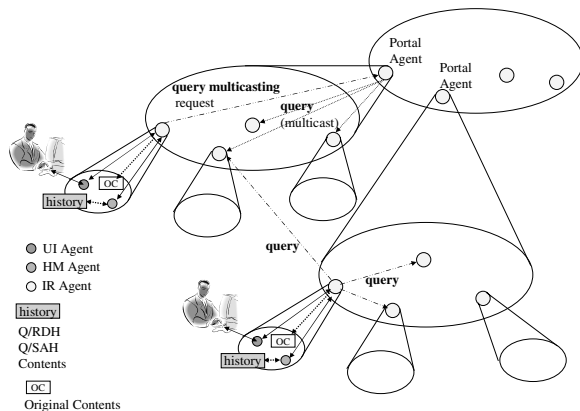 Portal
Agent
Portal
Agent
query multicasting
request
query
(multicast)
OC
history
query
UI Agent
HM Agent
IR Agent
query
history
Q/RDH
Q/SAH
Contents
OC
history
OC
Original Contents